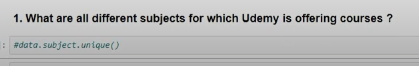 1. What are all different subjects for which Udemy is offering courses ?
: #data.subject.unique()